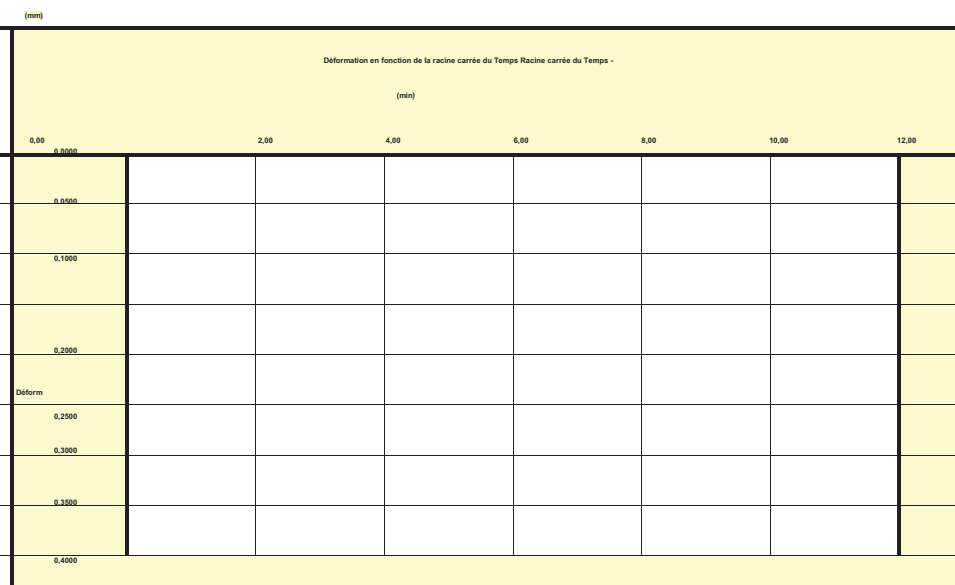 (mm)
Déformation en fonction de la racine carrée du Temps Racine carrée du Temps -
(min)
0,00 2,00 4,00 6,00 8,00 10,00 12,00
0,0000
0,0500
0,1000
0,2000
Déform
0,2500
0,3000
0,3500
0,4000